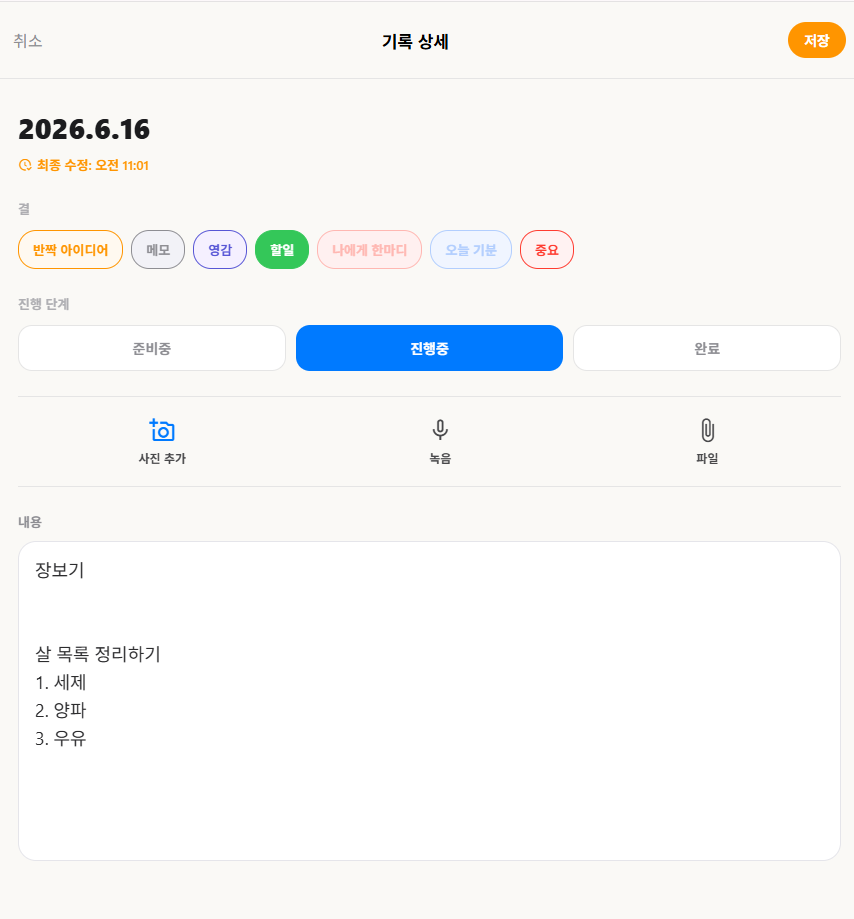 취소
기록 상세
저장
2026.6.16
최종 수정: 오전 11:01
결
반짝 아이디어
메모
영감
할일
나에게 한마디
오늘 기분
중요
진행 단계
준비중
진행중
완료
사진 추가
녹음
파일
내용
장보기
살 목록 정리하기
1. 세제
2. 양파
3. 우유